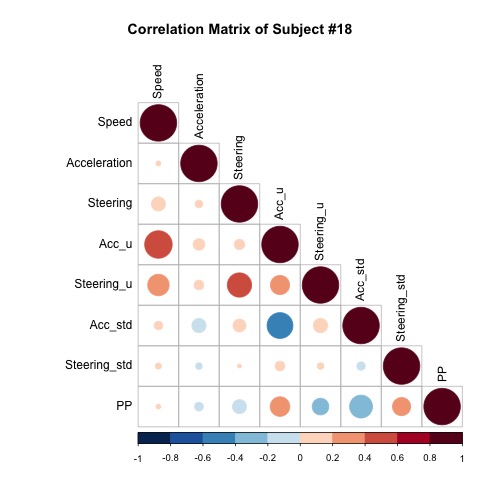 Correlation Matrix of Subject #18
Speed
Acceleration
Steering
Acc_u
Steering_u
Acc_std
Steering_std
PP
Speed
Acceleration
Steering
Acc_u
Steering_u
Acc_std
Steering_std
PP
-1 -0.8 -0.6 -0.4 -0.2 0 0.2 0.4 0.6 0.8 1